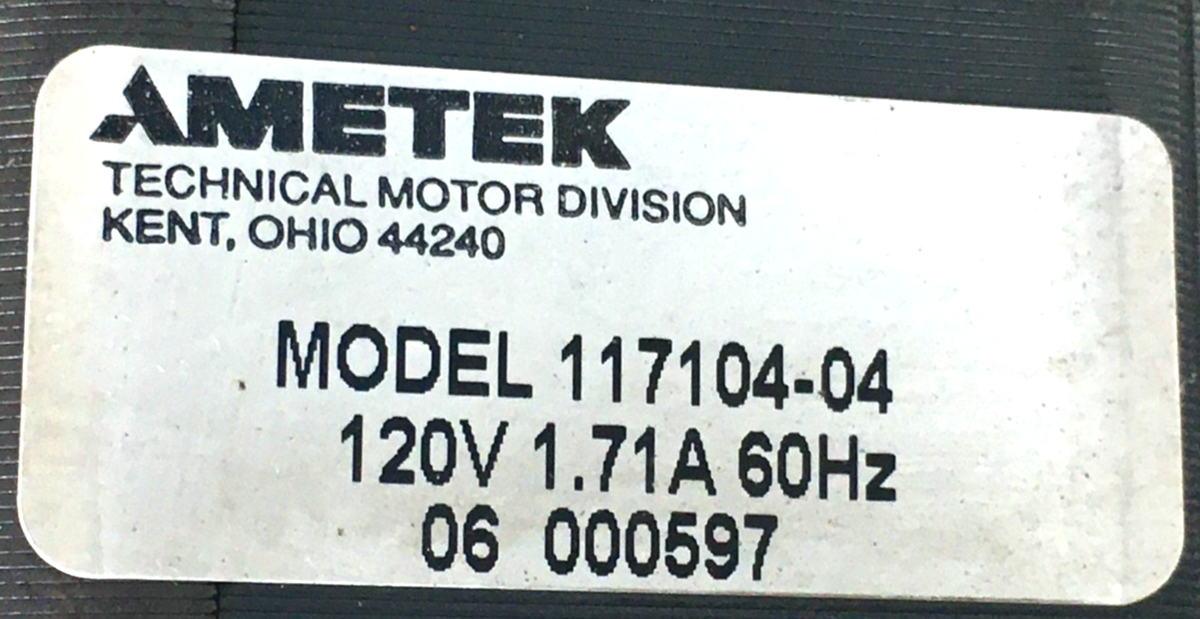 AMETEK
TECHNICAL MOTOR DIVISION
KENT, OHIO 44240
MODEL 117104-04
120V 1.71A 60Hz
06 000597